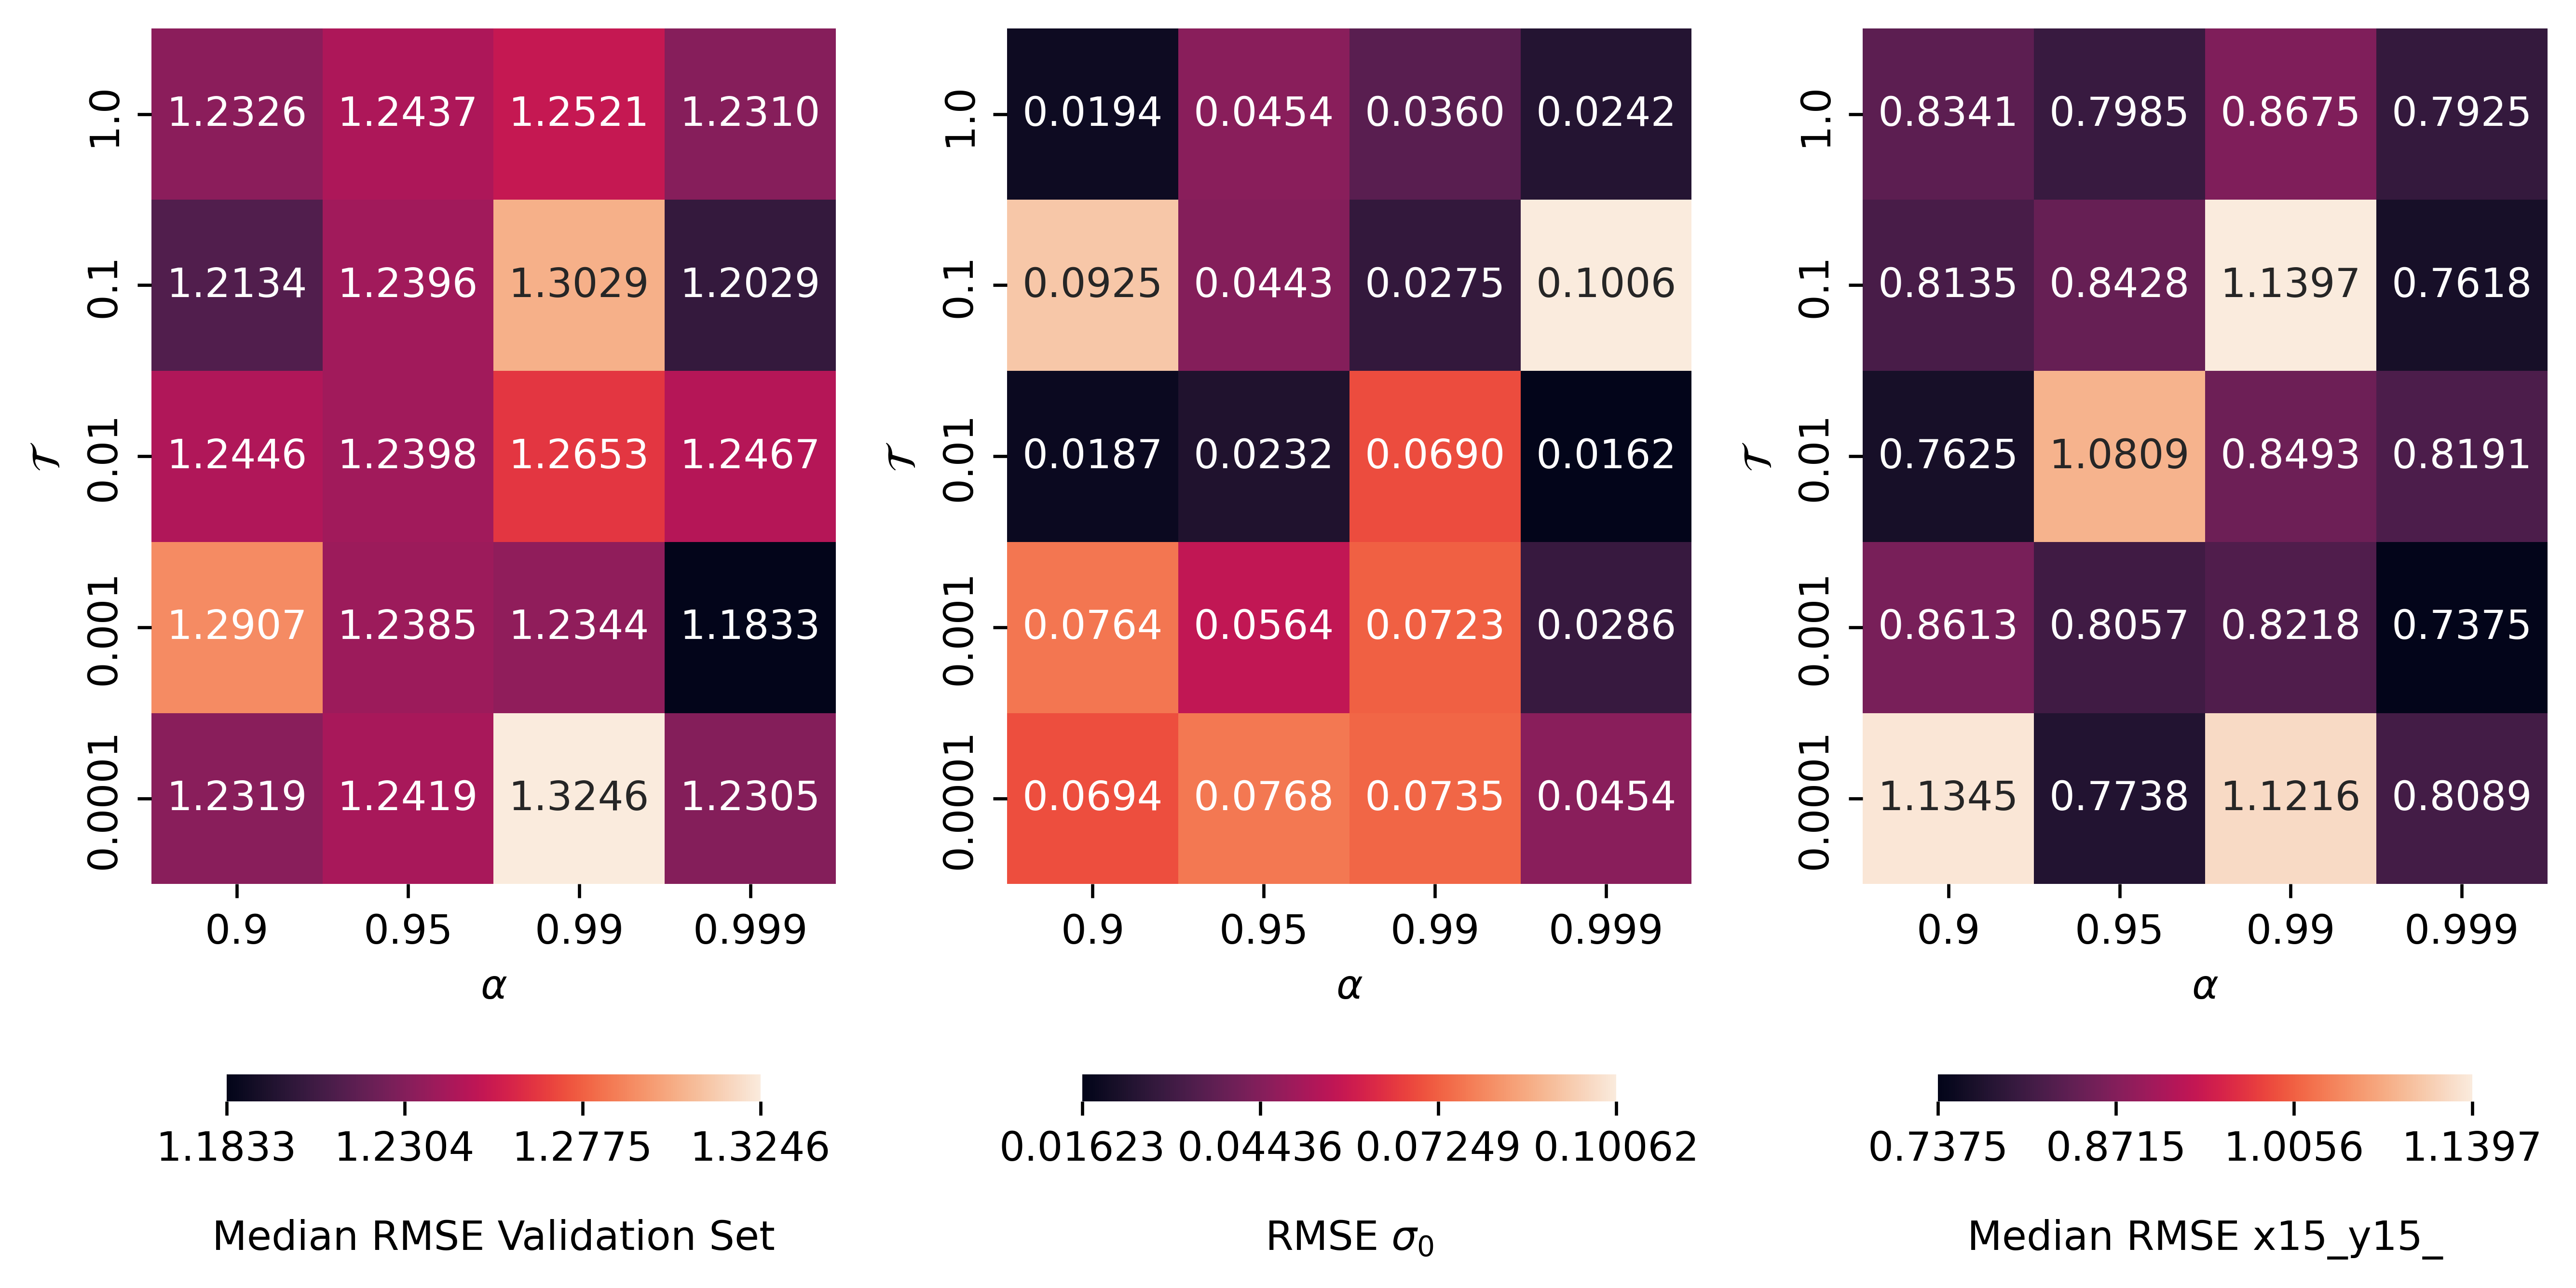 1.0 1.2326 1.2437 1.2521 1.2310
0.1 1.2134 1.2396 1.3029 1.2029
0.01 1.2446 1.2398 1.2653 1.2467
0.001 1.2907 1.2385 1.2344 1.1833
0.0001 1.2319 1.2419 1.3246 1.2305
𝒯
0.9 0.95 0.99 0.999
α
1.1833 1.2304 1.2775 1.3246
Median RMSE Validation Set
1.0 0.0194 0.0454 0.0360 0.0242
0.1 0.0925 0.0443 0.0275 0.1006
0.01 0.0187 0.0232 0.0690 0.0162
0.001 0.0764 0.0564 0.0723 0.0286
0.0001 0.0694 0.0768 0.0735 0.0454
𝒯
0.9 0.95 0.99 0.999
α
0.01623 0.04436 0.07249 0.10062
RMSE σ₀
1.0 0.8341 0.7985 0.8675 0.7925
0.1 0.8135 0.8428 1.1397 0.7618
0.01 0.7625 1.0809 0.8493 0.8191
0.001 0.8613 0.8057 0.8218 0.7375
0.0001 1.1345 0.7738 1.1216 0.8089
𝒯
0.9 0.95 0.99 0.999
α
0.7375 0.8715 1.0056 1.1397
Median RMSE x15_y15_